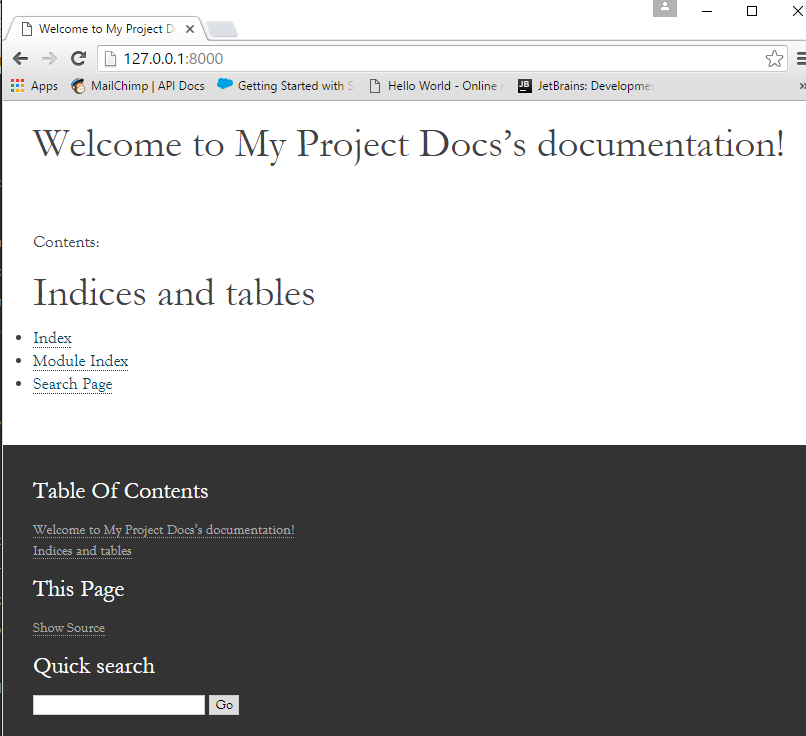 Welcome to My Project D
127.0.0.1:8000
Apps MailChimp | API Docs Getting Started with S Hello World - Online JB JetBrains: Developme
Welcome to My Project Docs’s documentation!
Contents:
Indices and tables
Index
Module Index
Search Page
Table Of Contents
Welcome to My Project Docs’s documentation!
Indices and tables
This Page
Show Source
Quick search
Go